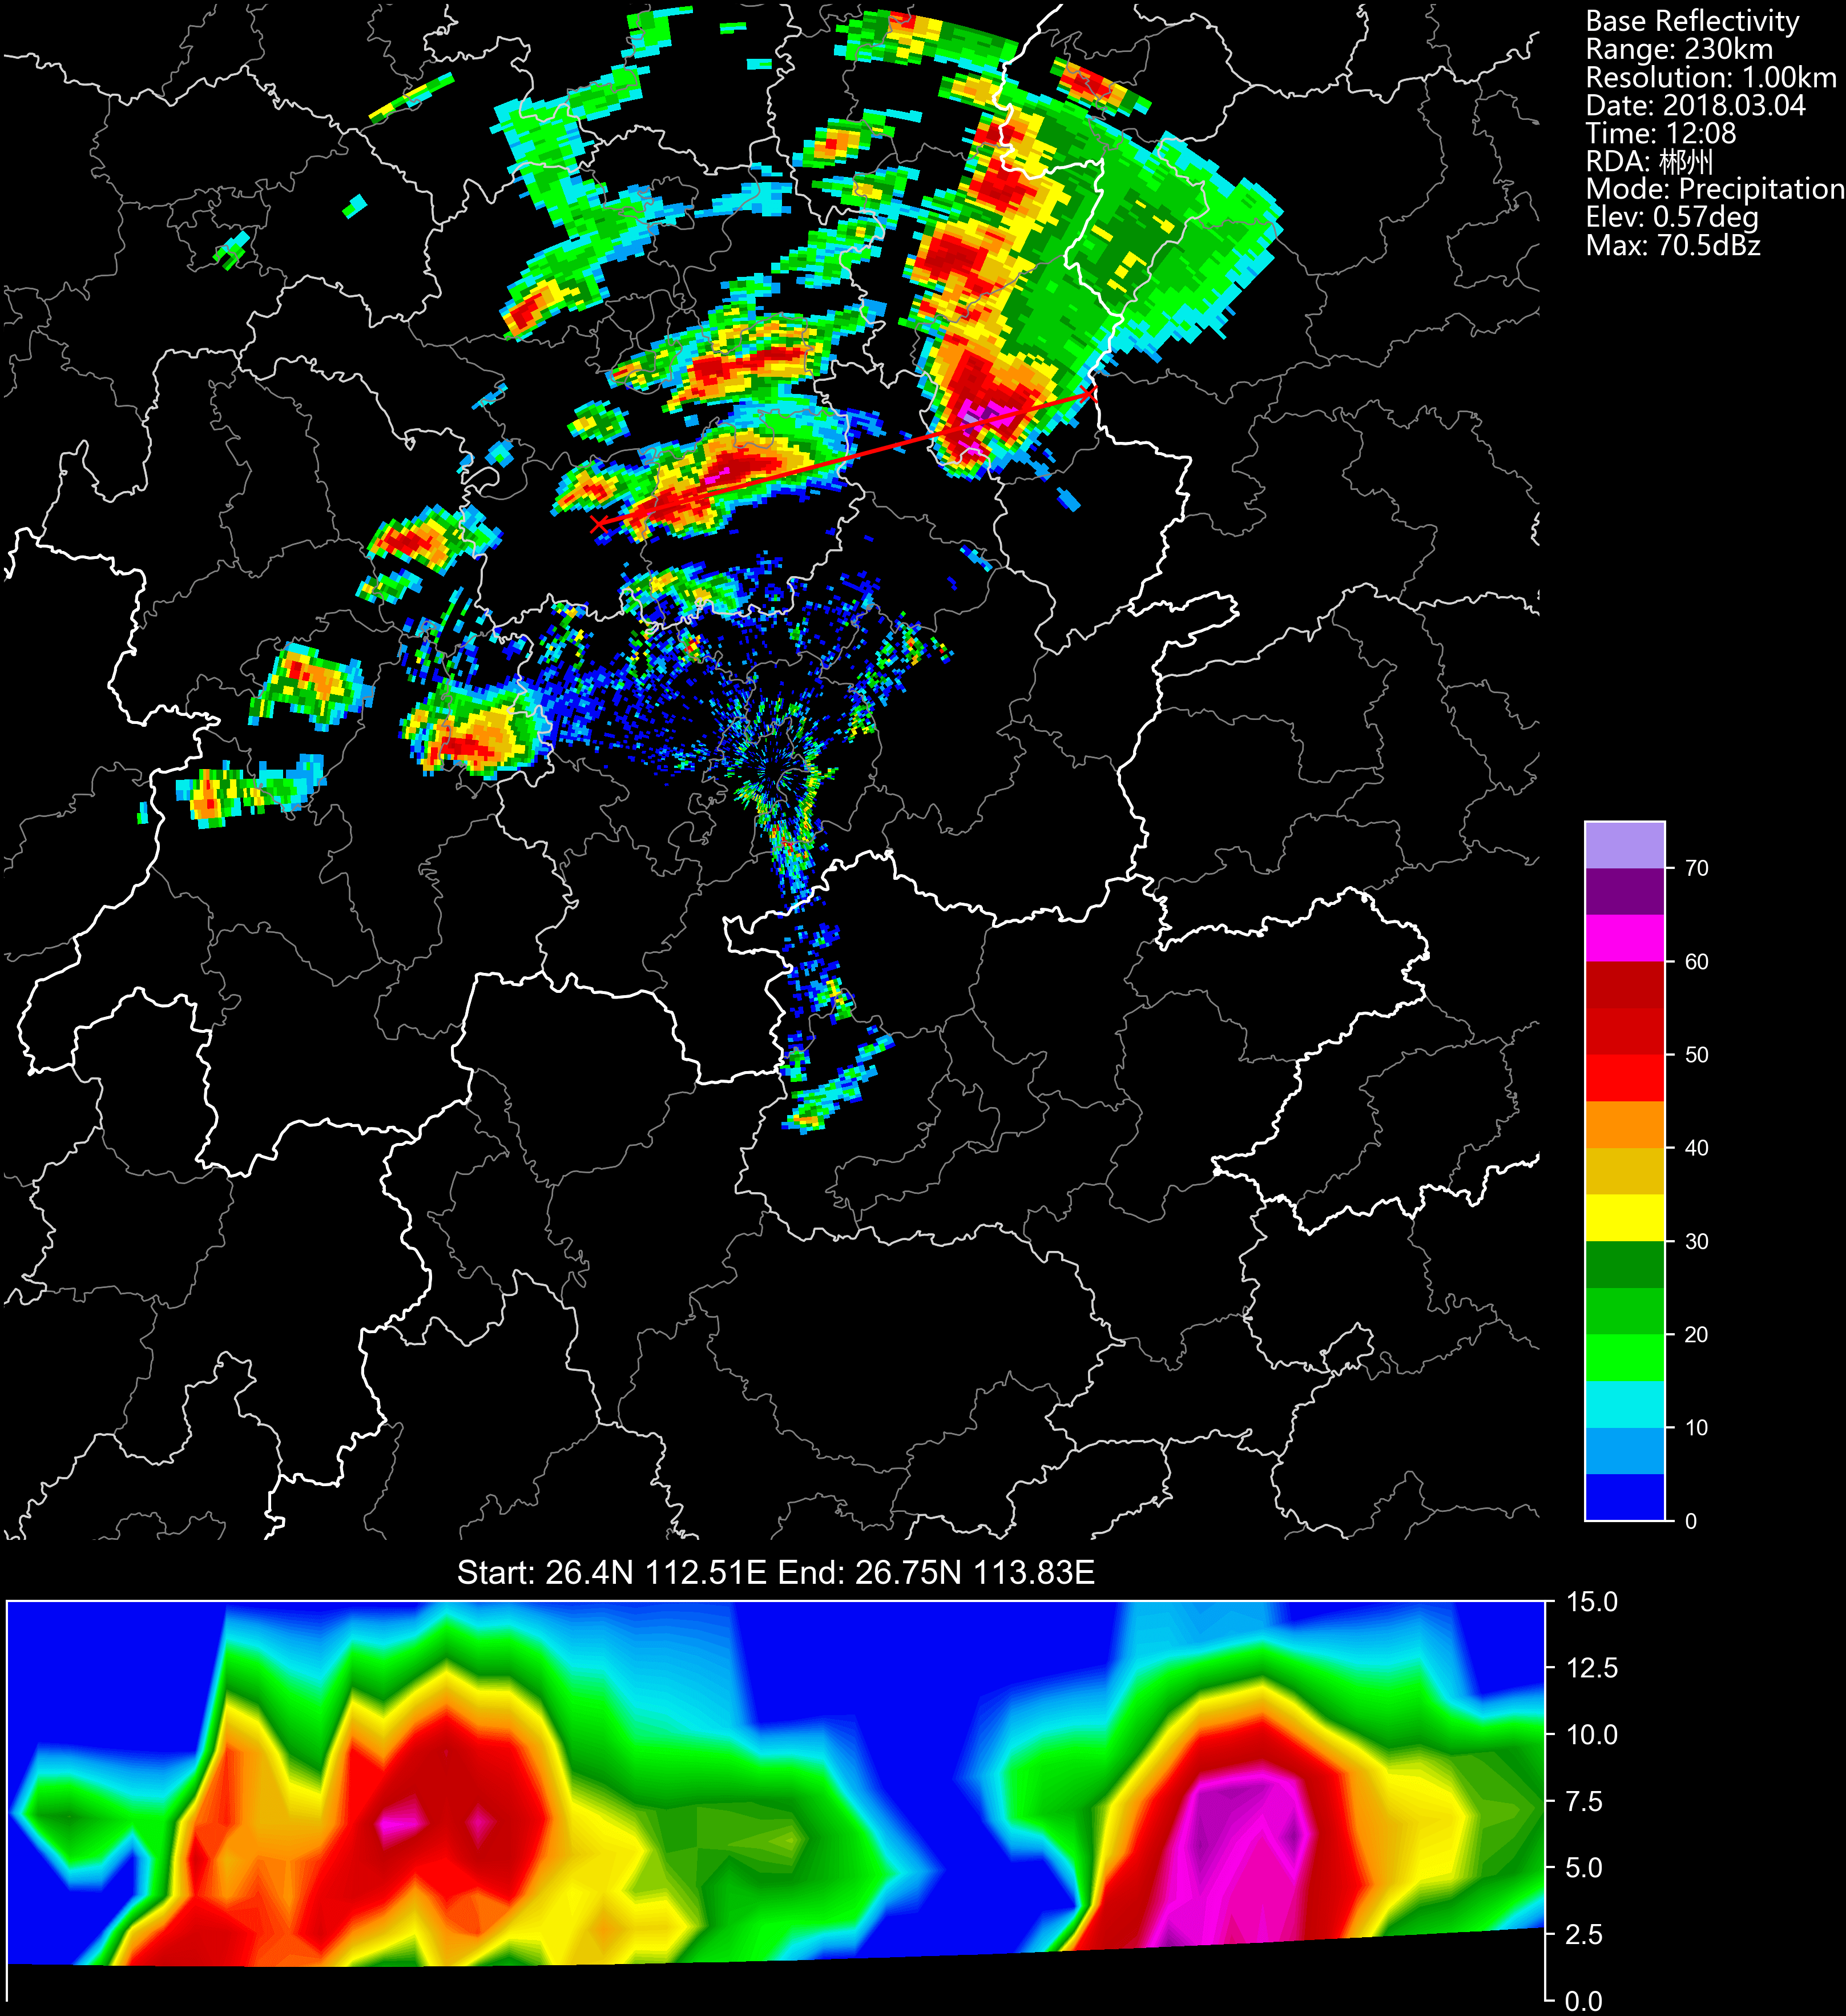 Base Reflectivity
Range: 230km
Resolution: 1.00km
Date: 2018.03.04
Time: 12:08
RDA: 郴州
Mode: Precipitation
Elev: 0.57deg
Max: 70.5dBz
70
60
50
40
30
20
10
0
Start: 26.4N 112.51E End: 26.75N 113.83E
15.0
12.5
10.0
7.5
5.0
2.5
0.0